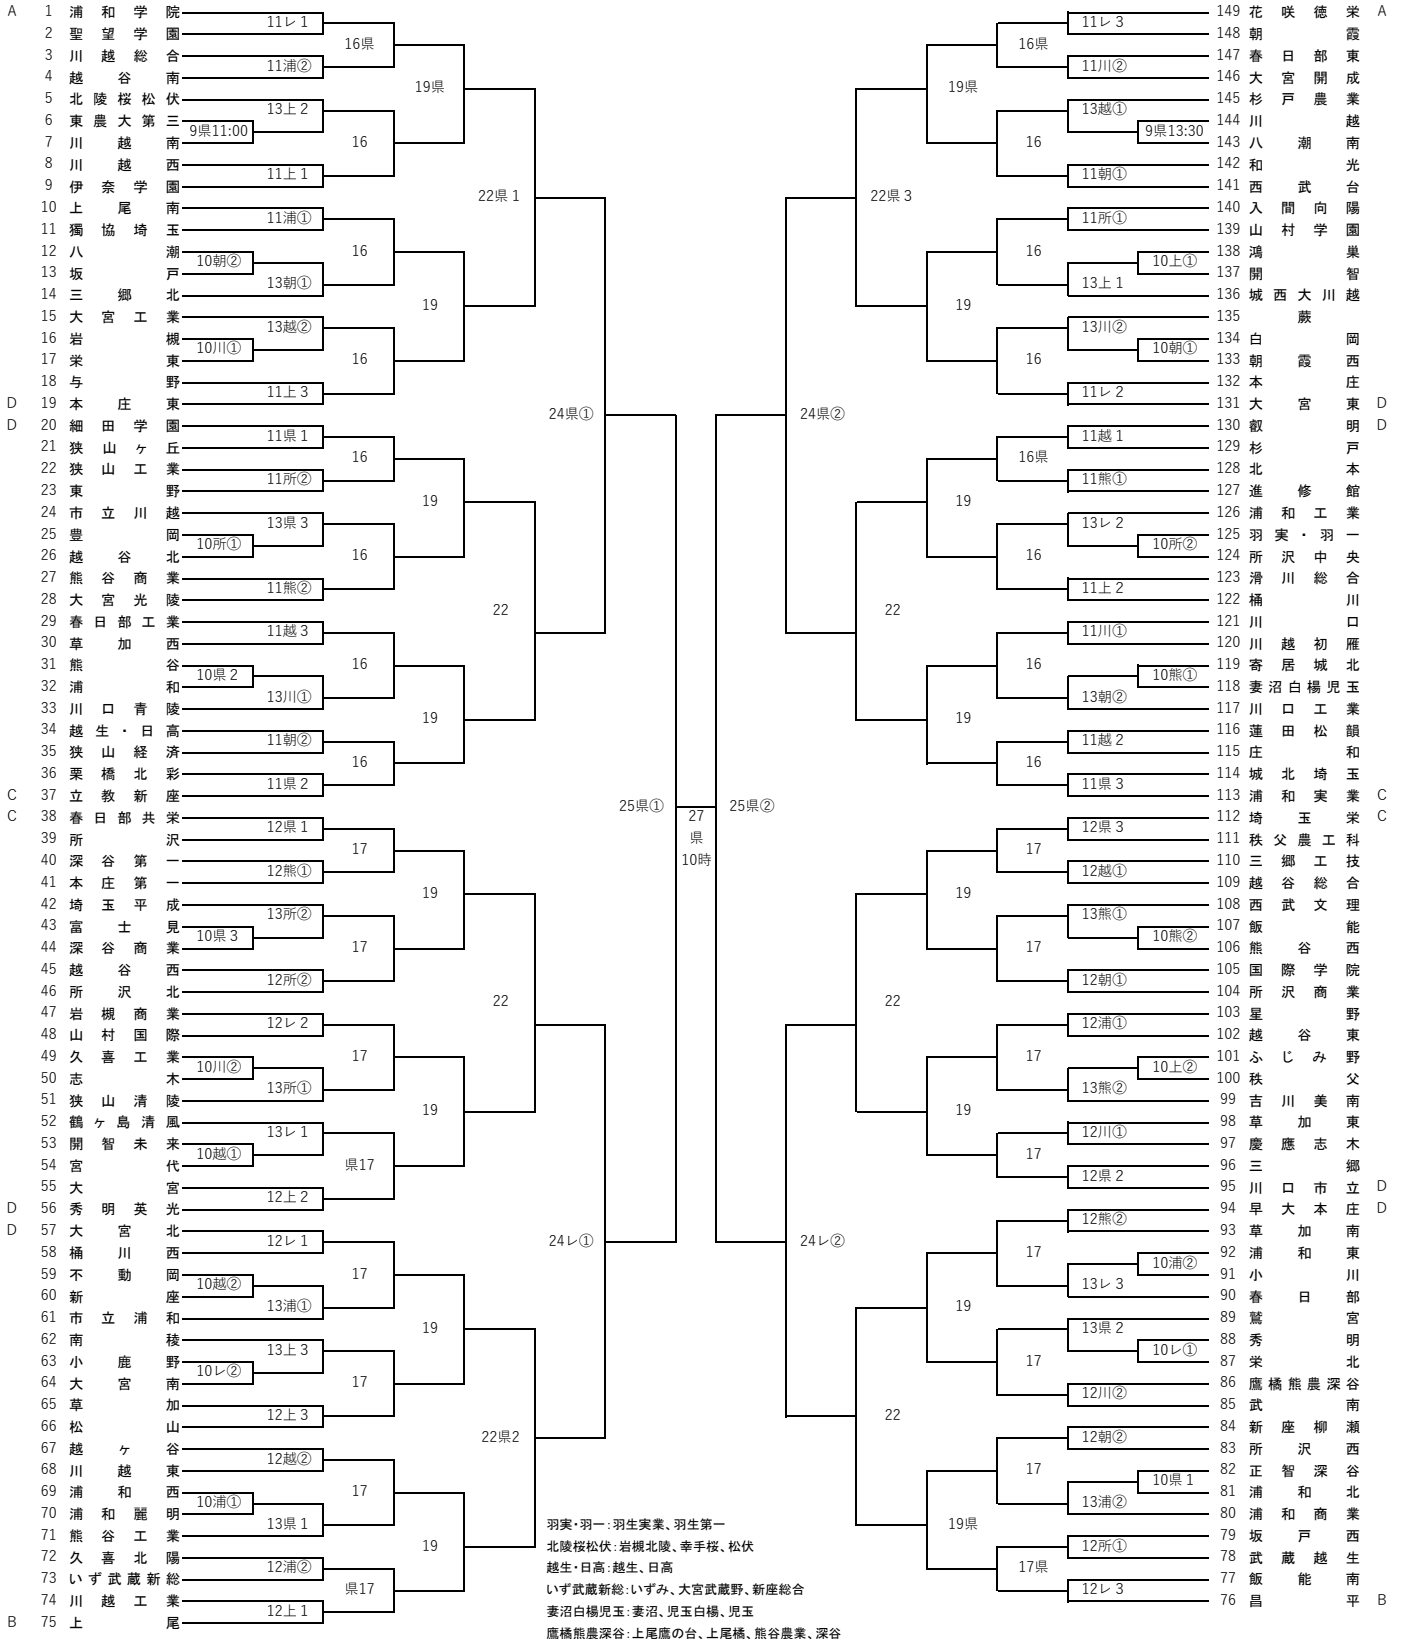 A 1 浦和学院
2 聖望学園
3 川越総合
4 越谷南
5 北陵桜松伏
6 東農大第三
7 川越南
8 川越西
9 伊奈学園
10 上尾南
11 獨協埼玉
12 八潮
13 坂戸
14 三郷北
15 大宮工業
16 岩槻
17 栄東
18 与野
D 19 本庄東
D 20 細田学園
21 狭山ヶ丘
22 狭山工業
23 東野
24 市立川越
25 豊岡
26 越谷北
27 熊谷商業
28 大宮光陵
29 春日部工業
30 草加西
31 熊谷
32 浦和
33 川口青陵
34 越生・日高
35 狭山経済
36 栗橋北彩
C 37 立教新座
C 38 春日部共栄
39 所沢
40 深谷第一
41 本庄第一
42 埼玉平成
43 富士見
44 深谷商業
45 越谷西
46 所沢北
47 岩槻商業
48 山村国際
49 久喜工業
50 志木
51 狭山清陵
52 鶴ヶ島清風
53 開智未来
54 宮代
55 大宮
D 56 秀明英光
D 57 大宮北
58 桶川西
59 不動岡
60 新座
61 市立浦和
62 南稜
63 小鹿野
64 大宮南
65 草加
66 松山
67 越ヶ谷
68 川越東
69 浦和西
70 浦和麗明
71 熊谷工業
72 久喜北陽
73 いず武蔵新総
74 川越工業
B 75 上尾
9県11:00
10朝②
10川①
10所①
10県2
10県3
10川②
10越①
10越②
10レ②
10浦①
11レ1
11浦②
13上2
11上1
11浦①
13朝①
13越②
11上3
11県1
11所②
13県3
11熊②
11越3
13川①
11朝②
11県2
12県1
12熊①
13所②
12所②
12レ2
13所①
13レ1
12上2
12レ1
13浦①
13上3
12上3
12越②
13県1
12浦②
12上1
16県
16
16
16
16
16
16
16
17
17
17
県17
17
17
17
県17
19県
19
19
19
19
19
19
19
22県1
22
22
22県2
24県①
24レ①
25県①
27
県
10時
25県②
24県②
24レ②
22県3
22
22
22
19県
19
19
19
19
19
19
19県
16県
16
16
16
16県
16
16
16
17
17
17
17
17
17
17
17県
11レ3
11川②
13越①
11朝①
11所①
13上1
13川②
11レ2
11越1
11熊①
13レ2
11上2
11川①
13朝②
11越2
11県3
12県3
12越①
13熊①
12朝①
12浦①
13熊②
12川①
12県2
12熊②
13レ3
13県2
12川②
12朝②
13浦②
12所①
12レ3
9県13:30
10上①
10朝①
10所②
10熊①
10熊②
10上②
10浦②
10レ①
10県1
149 花咲徳栄 A
148 朝霞
147 春日部東
146 大宮開成
145 杉戸農業
144 川越
143 八潮南
142 和光
141 西武台
140 入間向陽
139 山村学園
138 鴻巣
137 開智
136 城西大川越
135 蕨
134 白岡
133 朝霞西
132 本庄
131 大宮東 D
130 叡明 D
129 杉戸
128 北本
127 進修館
126 浦和工業
125 羽実・羽一
124 所沢中央
123 滑川総合
122 桶川
121 川口
120 川越初雁
119 寄居城北
118 妻沼白楊児玉
117 川口工業
116 蓮田松韻
115 庄和
114 城北埼玉
113 浦和実業 C
112 埼玉栄 C
111 秩父農工科
110 三郷工技
109 越谷総合
108 西武文理
107 飯能
106 熊谷西
105 国際学院
104 所沢商業
103 星野
102 越谷東
101 ふじみ野
100 秩父
99 吉川美南
98 草加東
97 慶應志木
96 三郷
95 川口市立 D
94 早大本庄 D
93 草加南
92 浦和東
91 小川
90 春日部
89 鷲宮
88 秀明
87 栄北
86 鷹橘熊農深谷
85 武南
84 新座柳瀬
83 所沢西
82 正智深谷
81 浦和北
80 浦和商業
79 坂戸西
78 武蔵越生
77 飯能南
76 昌平 B
羽実・羽一：羽生実業、羽生第一
北陵桜松伏：岩槻北陵、幸手桜、松伏
越生・日高：越生、日高
いず武蔵新総：いずみ、大宮武蔵野、新座総合
妻沼白楊児玉：妻沼、児玉白楊、児玉
鷹橘熊農深谷：上尾鷹の台、上尾橘、熊谷農業、深谷